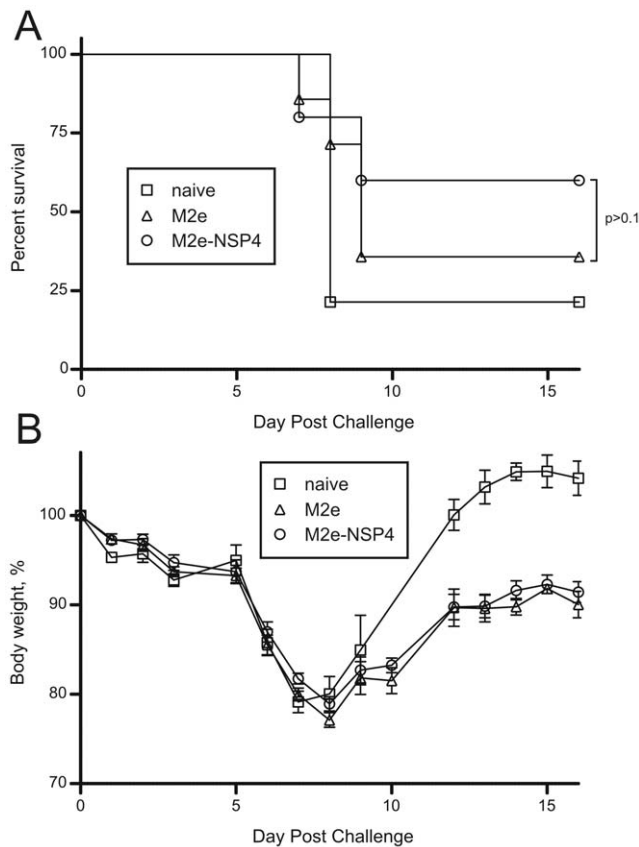 A
100
75
50
25
0
Percent survival
naive
M2e
M2e-NSP4
p>0.1
0
5
10
15
Day Post Challenge
B
100
90
80
70
Body weight, %
naive
M2e
M2e-NSP4
0
5
10
15
Day Post Challenge